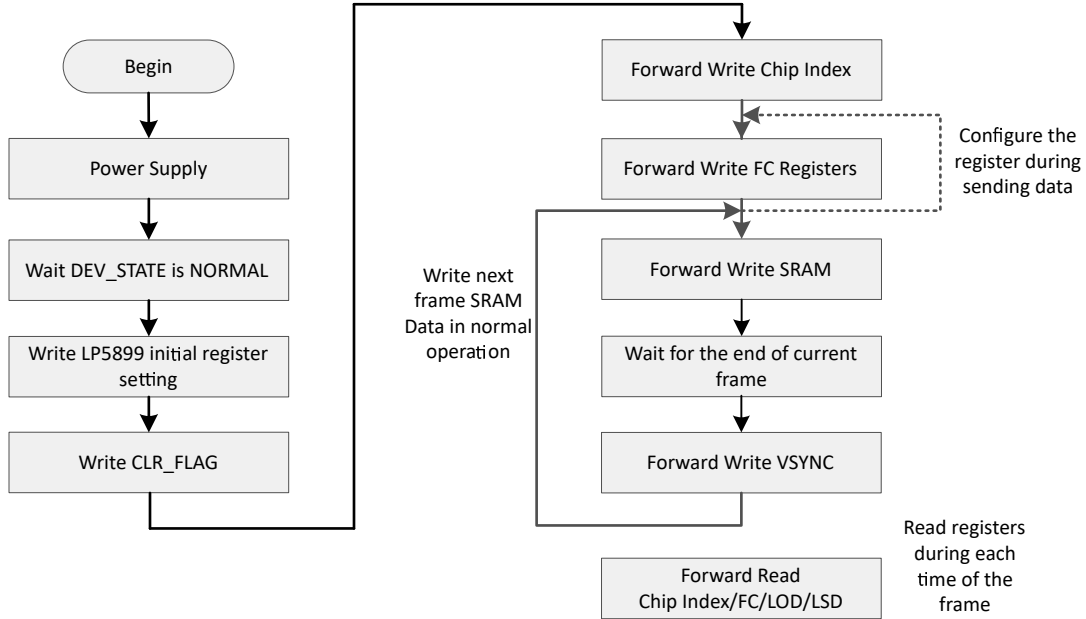 Begin
Power Supply
Wait DEV_STATE is NORMAL
Write LP5899 initial register
setting
Write CLR_FLAG
Forward Write Chip Index
Configure the
register during
sending data
Forward Write FC Registers
Forward Write SRAM
Write next
frame SRAM
Data in normal
operation
Wait for the end of current
frame
Forward Write VSYNC
Read registers
during each
time of the
frame
Forward Read
Chip Index/FC/LOD/LSD